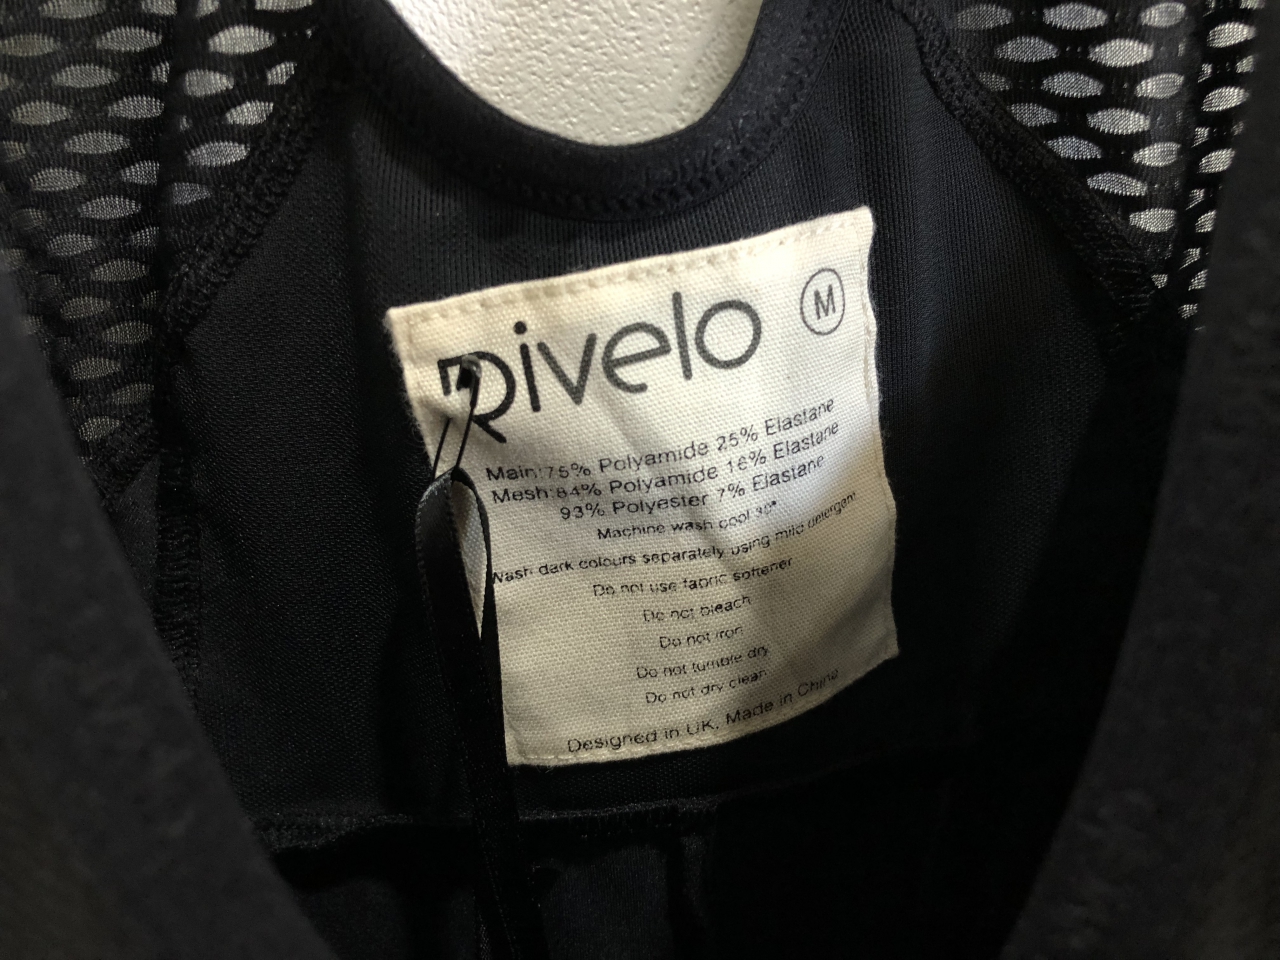 Rivelo M
Main:75% Polyamide 25% Elastane
Mesh:84% Polyamide 16% Elastane
93% Polyester 7% Elastane
Machine wash cool 30°
Wash dark colours separately using mild detergent
Do not use fabric softener
Do not bleach
Do not iron
Do not tumble dry
Do not dry clean
Designed in UK. Made in China